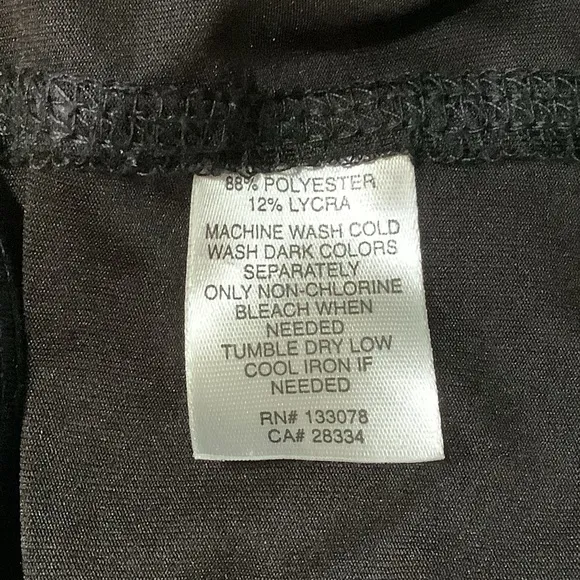 88% POLYESTER
12% LYCRA
MACHINE WASH COLD
WASH DARK COLORS
SEPARATELY
ONLY NON-CHLORINE
BLEACH WHEN
NEEDED
TUMBLE DRY LOW
COOL IRON IF
NEEDED
RN# 133078
CA# 28334